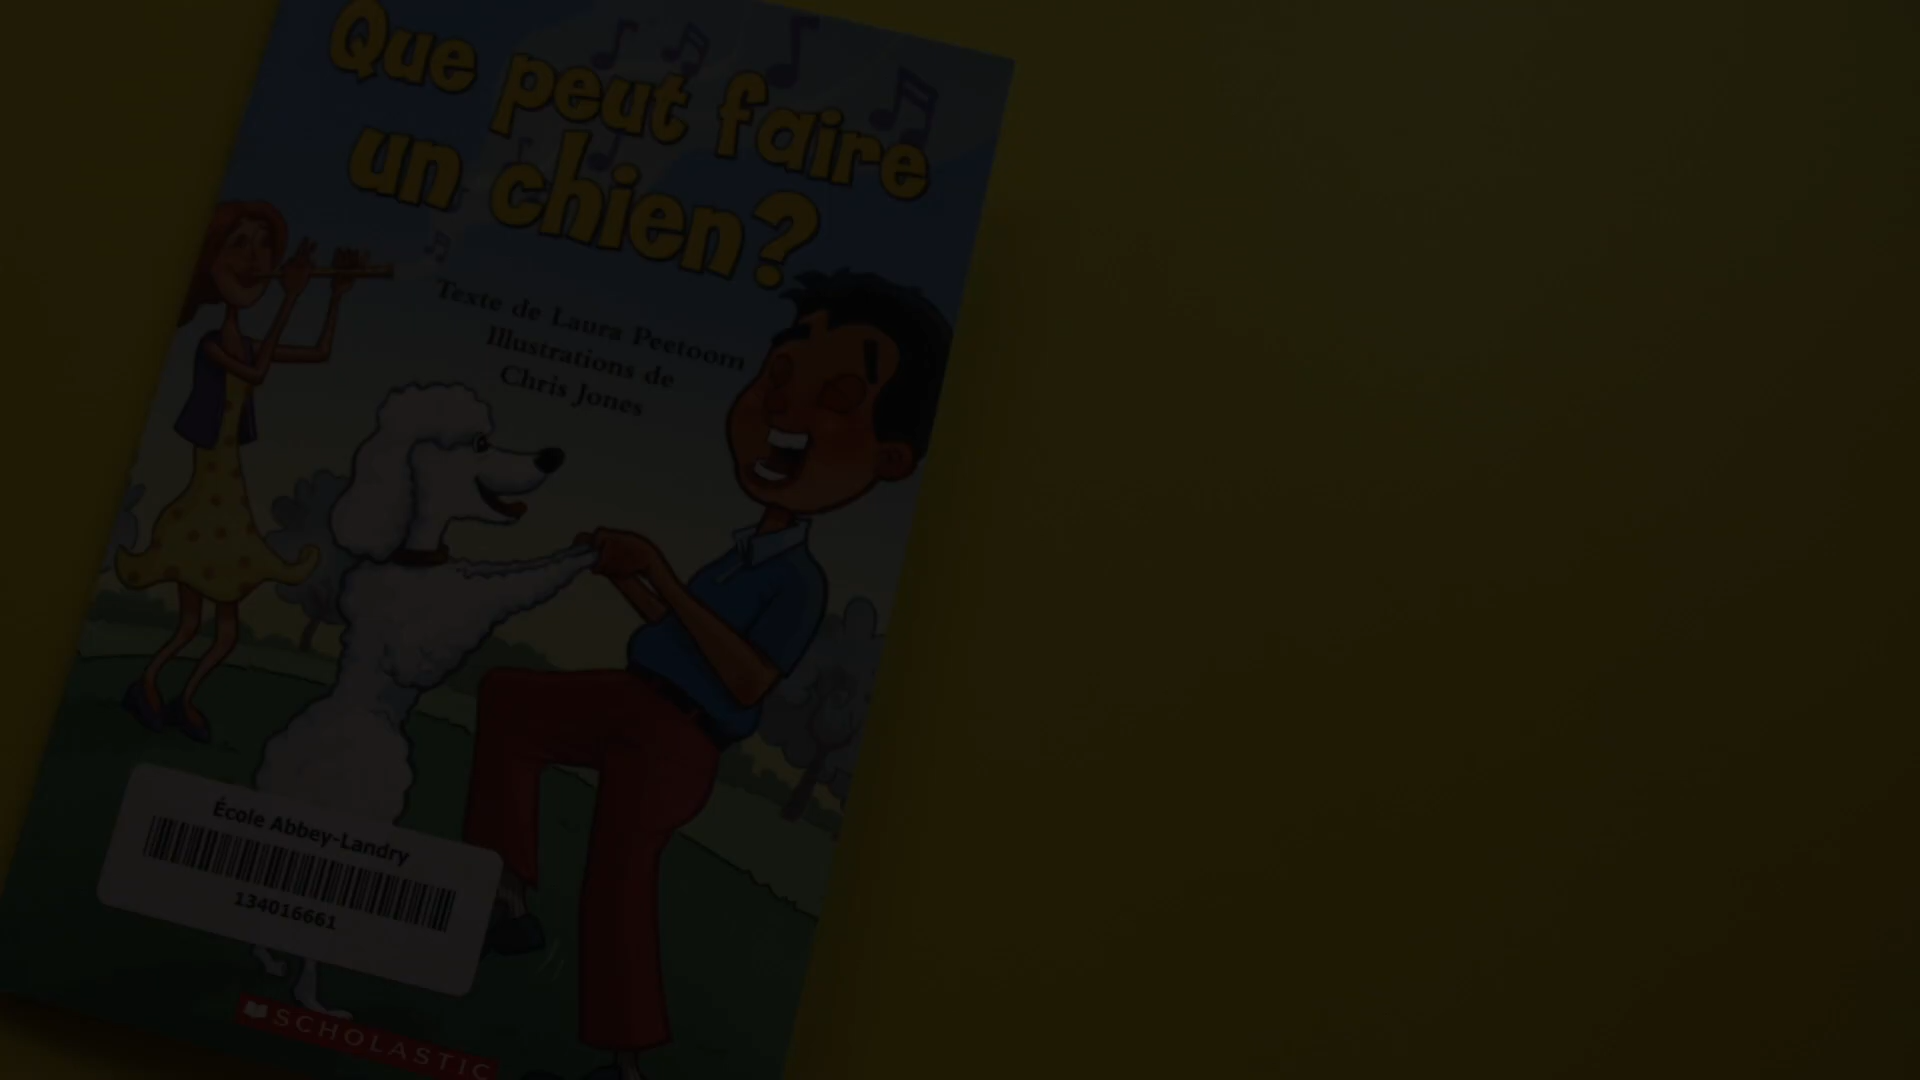 Que peut faire
un chien?
Texte de Laura Peetoom
Illustrations de
Chris Jones
École Abbey-Landry
134016661
SCHOLASTIC